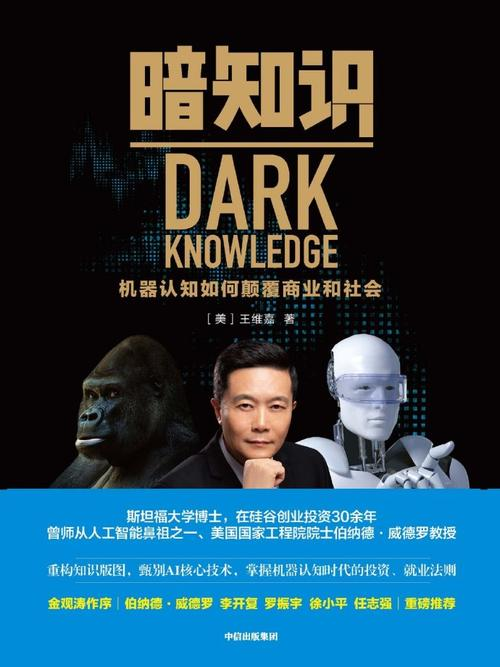 暗知识
DARK
KNOWLEDGE
机器认知如何颠覆商业和社会
[美] 王维嘉 著
斯坦福大学博士，在硅谷创业投资30余年
曾师从人工智能鼻祖之一、美国国家工程院院士伯纳德·威德罗教授
重构知识版图，甄别AI核心技术，掌握机器认知时代的投资、就业法则
金观涛作序｜伯纳德·威德罗 李开复 罗振宇 徐小平 任志强｜重磅推荐
中信出版集团